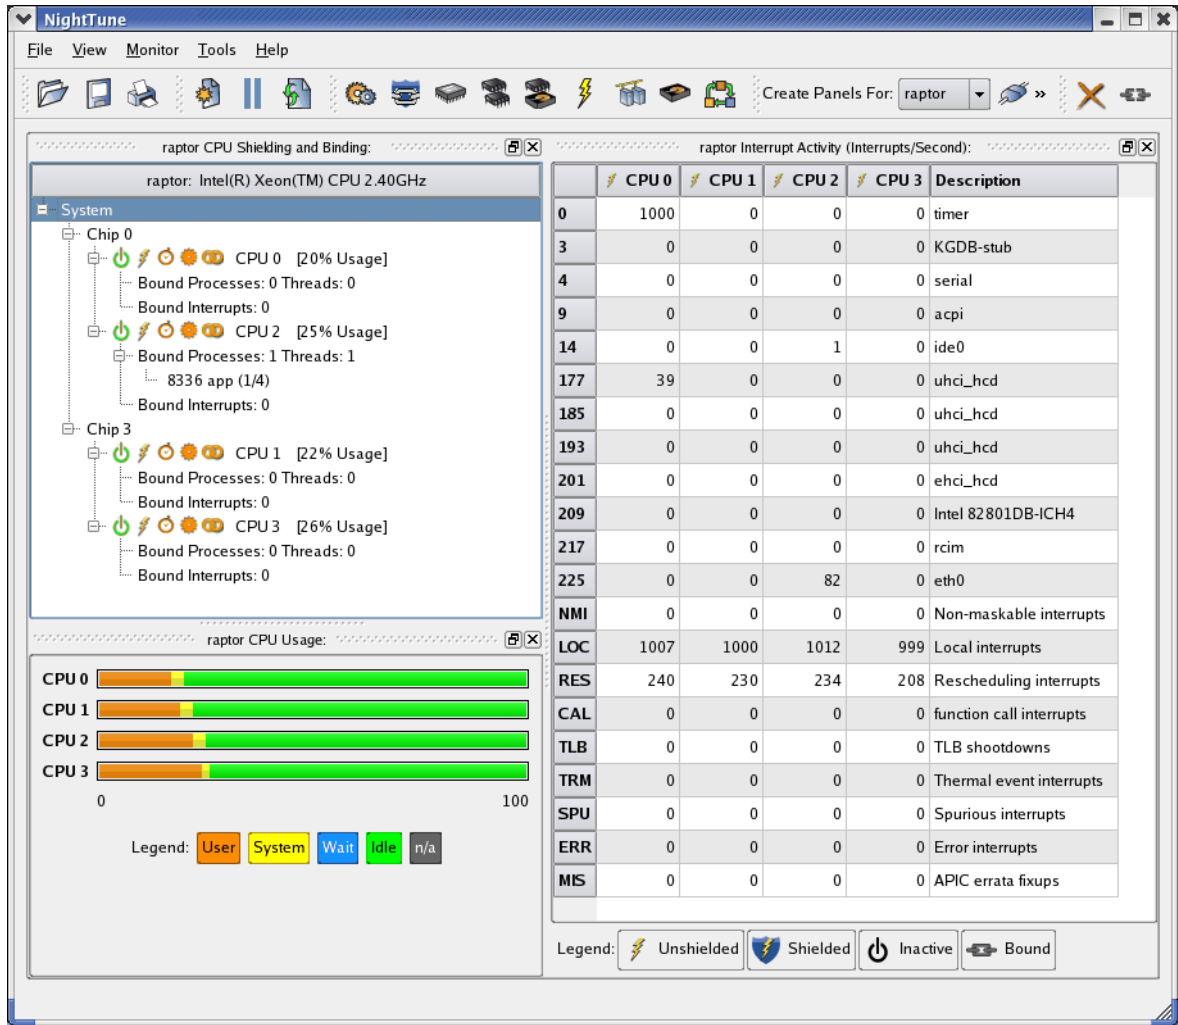 NightTune
File View Monitor Tools Help
Create Panels For: raptor »
raptor CPU Shielding and Binding:
raptor: Intel(R) Xeon(TM) CPU 2.40GHz
System
Chip 0
CPU 0 [20% Usage]
Bound Processes: 0 Threads: 0
Bound Interrupts: 0
CPU 2 [25% Usage]
Bound Processes: 1 Threads: 1
8336 app (1/4)
Bound Interrupts: 0
Chip 3
CPU 1 [22% Usage]
Bound Processes: 0 Threads: 0
Bound Interrupts: 0
CPU 3 [26% Usage]
Bound Processes: 0 Threads: 0
Bound Interrupts: 0
raptor CPU Usage:
CPU 0
CPU 1
CPU 2
CPU 3
0 100
Legend: User System Wait Idle n/a
raptor Interrupt Activity (Interrupts/Second):
CPU 0 CPU 1 CPU 2 CPU 3 Description
0 1000 0 0 0 timer
3 0 0 0 0 KGDB-stub
4 0 0 0 0 serial
9 0 0 0 0 acpi
14 0 0 1 0 ide0
177 39 0 0 0 uhci_hcd
185 0 0 0 0 uhci_hcd
193 0 0 0 0 uhci_hcd
201 0 0 0 0 ehci_hcd
209 0 0 0 0 Intel 82801DB-ICH4
217 0 0 0 0 rcim
225 0 0 82 0 eth0
NMI 0 0 0 0 Non-maskable interrupts
LOC 1007 1000 1012 999 Local interrupts
RES 240 230 234 208 Rescheduling interrupts
CAL 0 0 0 0 function call interrupts
TLB 0 0 0 0 TLB shootdowns
TRM 0 0 0 0 Thermal event interrupts
SPU 0 0 0 0 Spurious interrupts
ERR 0 0 0 0 Error interrupts
MIS 0 0 0 0 APIC errata fixups
Legend: Unshielded Shielded Inactive Bound